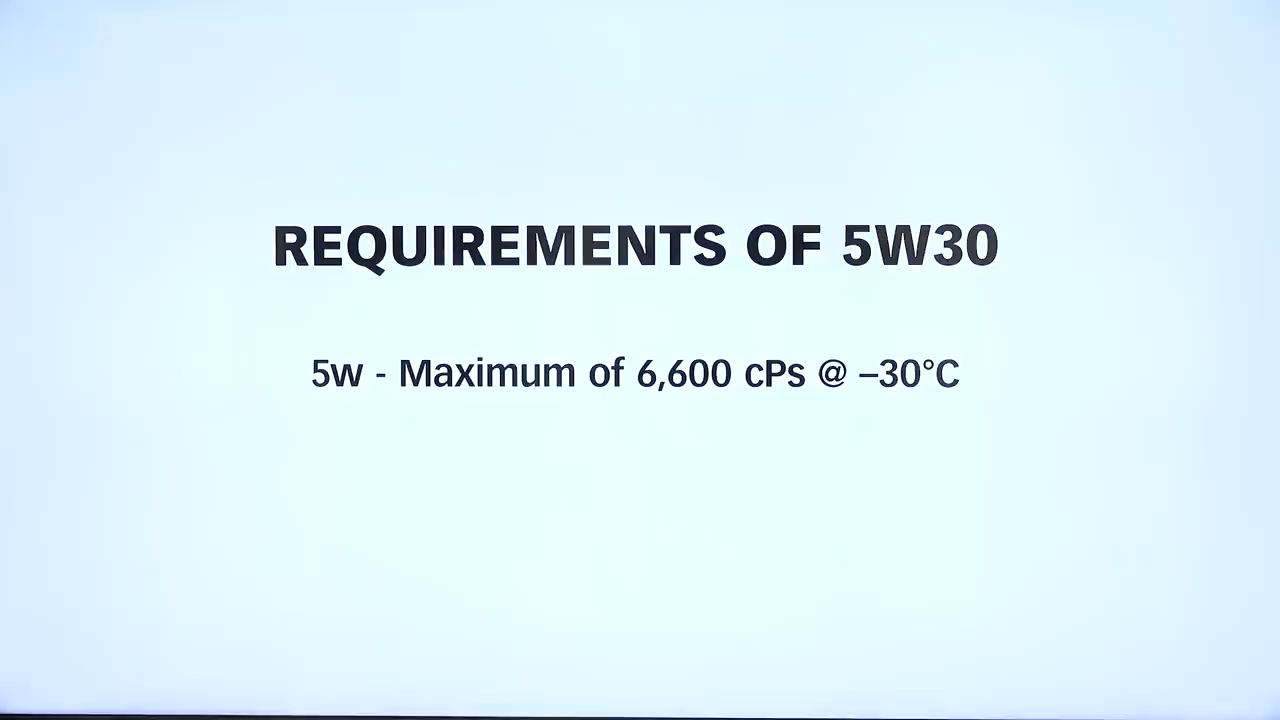 REQUIREMENTS OF 5W30
5w - Maximum of 6,600 cPs @ –30°C